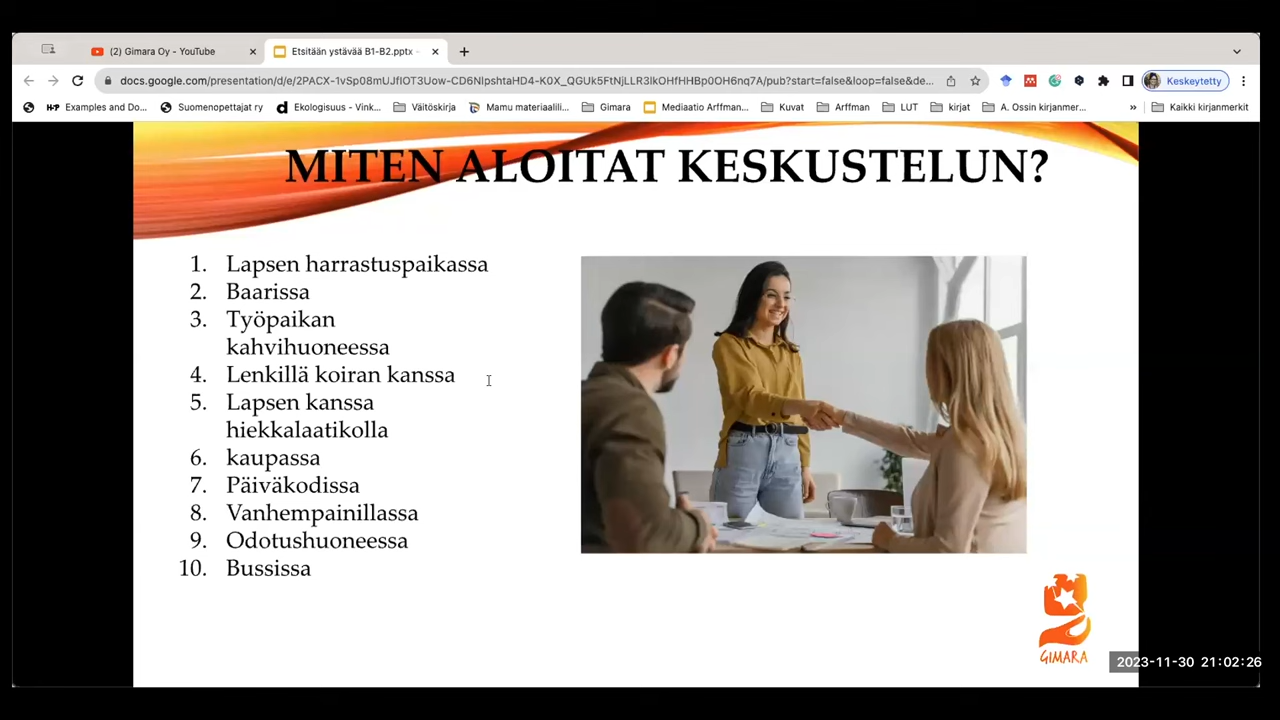 (2) Gimara Oy - YouTube
Etsitään ystävää B1-B2.pptx -
docs.google.com/presentation/d/e/2PACX-1vSp08mUJfIOT3Uow-CD6NlpshtaHD4-K0X_QGUk5FtNjLLR3lkOHfHHBp0OH6nq7A/pub?start=false&loop=false&de...
Keskeytetty
Examples and Do...
Suomenopettajat ry
Ekologisuus - Vink...
Väitöskirja
Mamu materiaalil...
Gimara
Mediaatio Arffman...
Kuvat
Arffman
LUT
kirjat
A. Ossin kirjanmer...
»
Kaikki kirjanmerkit
MITEN ALOITAT KESKUSTELUN?
1. Lapsen harrastuspaikassa
2. Baarissa
3. Työpaikan
kahvihuoneessa
4. Lenkillä koiran kanssa
5. Lapsen kanssa
hiekkalaatikolla
6. kaupassa
7. Päiväkodissa
8. Vanhempainillassa
9. Odotushuoneessa
10. Bussissa
GIMARA
2023-11-30 21:02:26